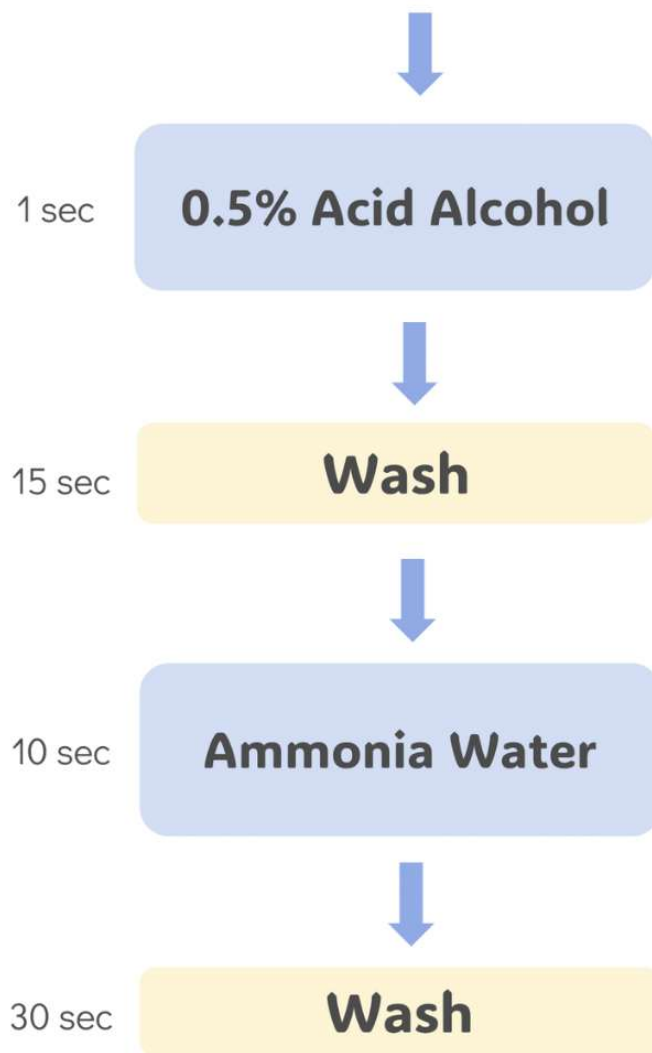 1 sec
0.5% Acid Alcohol
15 sec
Wash
10 sec
Ammonia Water
30 sec
Wash